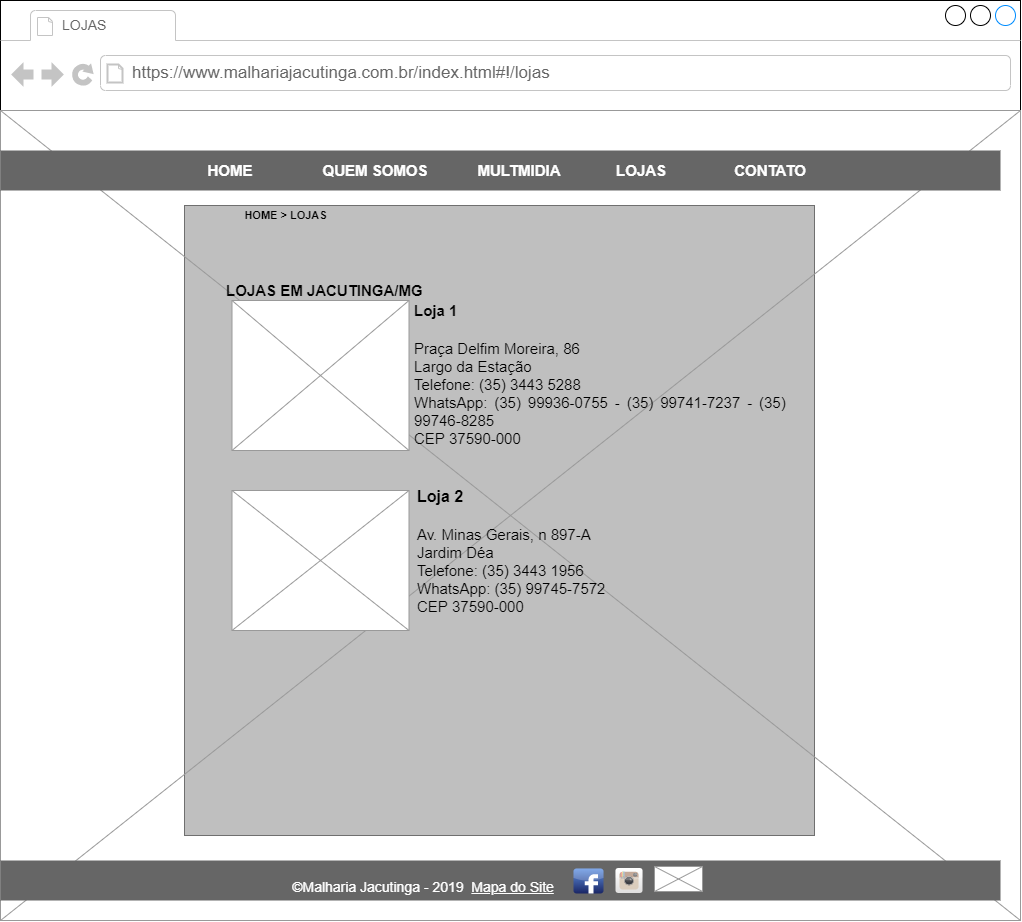 LOJAS
https://www.malhariajacutinga.com.br/index.html#!/lojas
HOME QUEM SOMOS MULTMIDIA LOJAS CONTATO
HOME > LOJAS
LOJAS EM JACUTINGA/MG
Loja 1
Praça Delfim Moreira, 86
Largo da Estação
Telefone: (35) 3443 5288
WhatsApp: (35) 99936-0755 - (35) 99741-7237 - (35)
99746-8285
CEP 37590-000
Loja 2
Av. Minas Gerais, n 897-A
Jardim Déa
Telefone: (35) 3443 1956
WhatsApp: (35) 99745-7572
CEP 37590-000
©Malharia Jacutinga - 2019 Mapa do Site